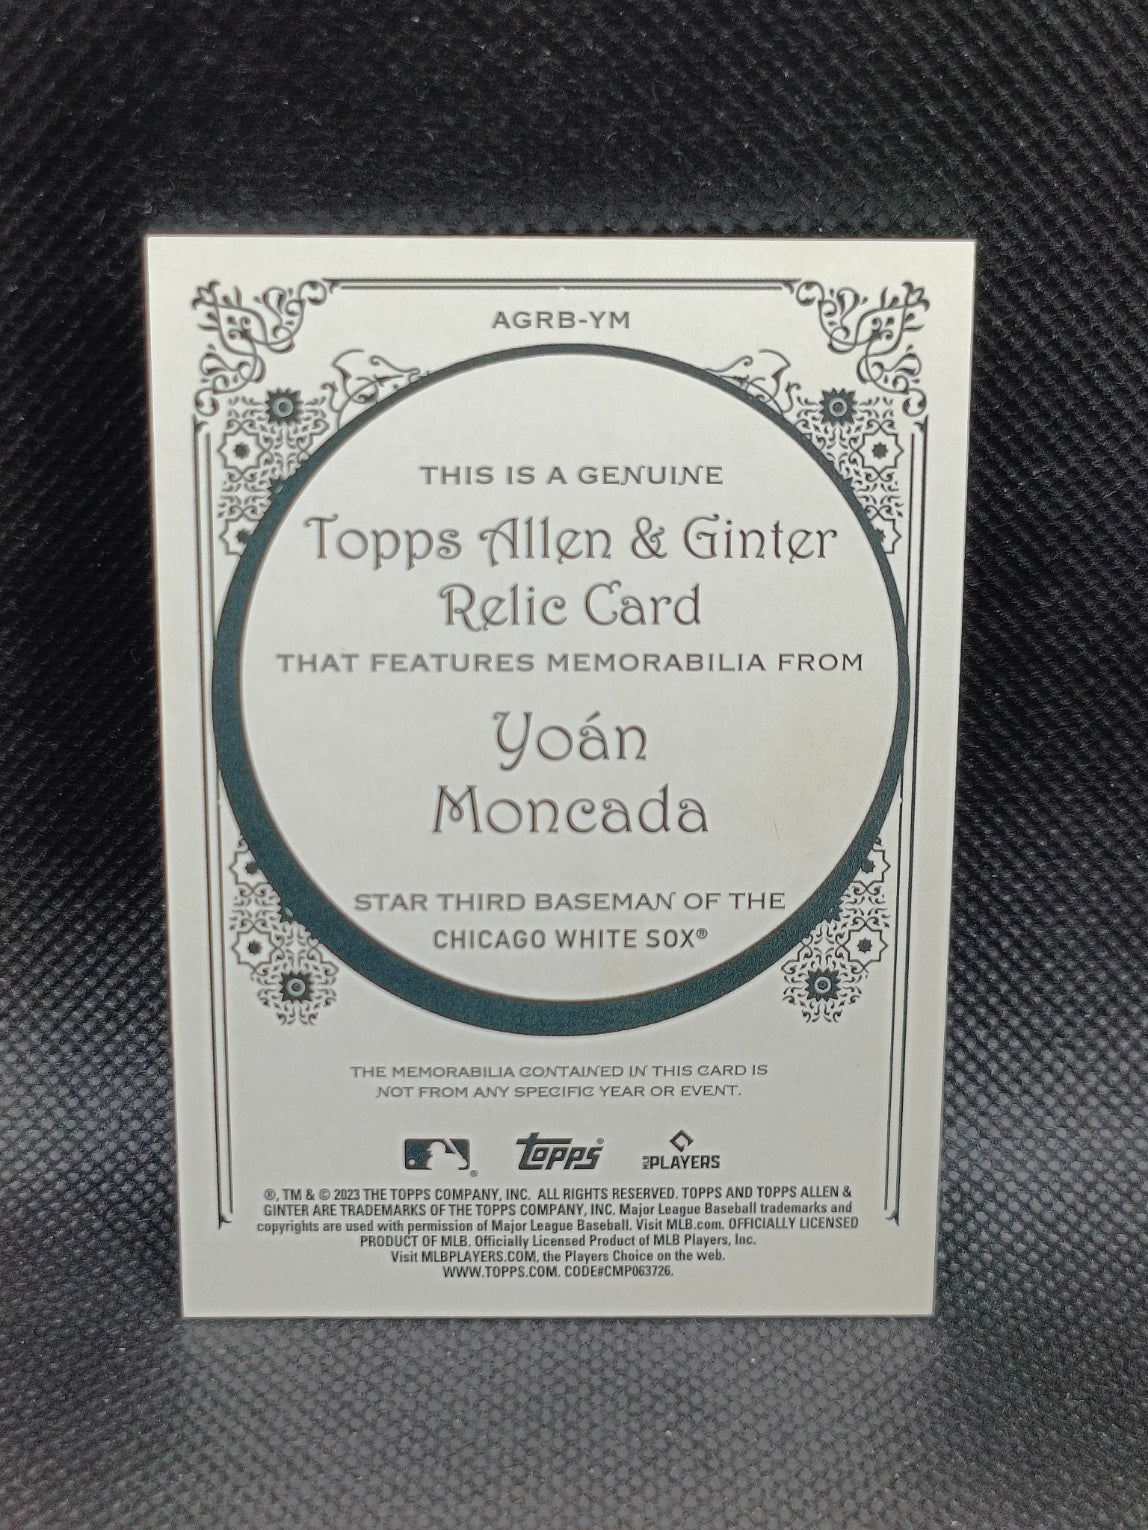 AGRB-YM
THIS IS A GENUINE
Topps Allen & Ginter
Relic Card
THAT FEATURES MEMORABILIA FROM
Yoán
Moncada
STAR THIRD BASEMAN OF THE
CHICAGO WHITE SOX®
THE MEMORABILIA CONTAINED IN THIS CARD IS
NOT FROM ANY SPECIFIC YEAR OR EVENT.
® Topps® MLB PLAYERS
®, TM & © 2023 THE TOPPS COMPANY, INC. ALL RIGHTS RESERVED. TOPPS AND TOPPS ALLEN &
GINTER ARE TRADEMARKS OF THE TOPPS COMPANY, INC. Major League Baseball trademarks and
copyrights are used with permission of Major League Baseball. Visit MLB.com. OFFICIALLY LICENSED
PRODUCT OF MLB. Officially Licensed Product of MLB Players, Inc.
Visit MLBPLAYERS.COM, the Players Choice on the web.
WWW.TOPPS.COM. CODE#CMP063726.